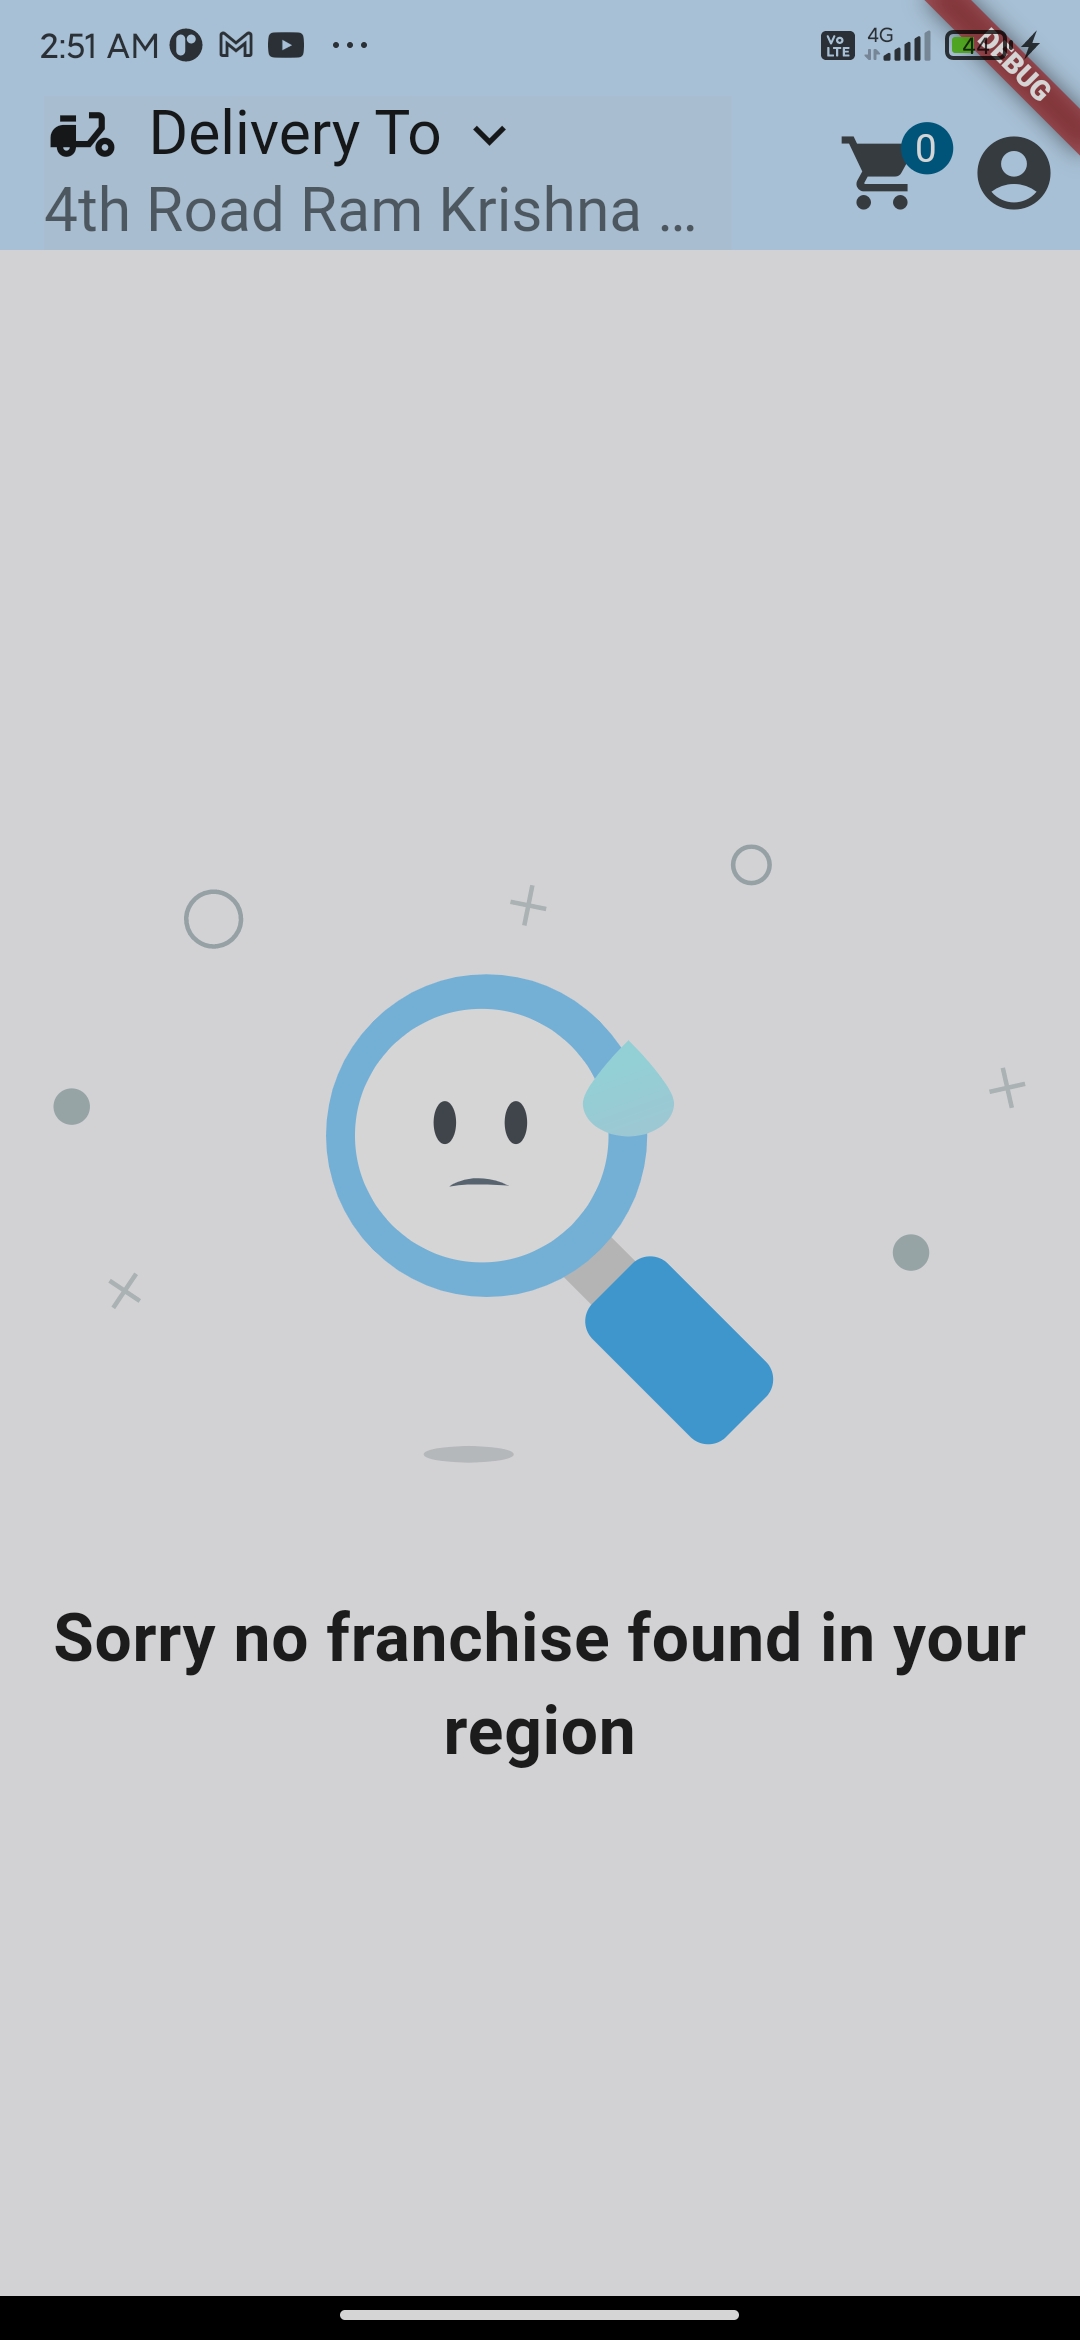 2:51 AM
Vo LTE
4G
44
DEBUG
Delivery To
0
4th Road Ram Krishna ...
Sorry no franchise found in your
region